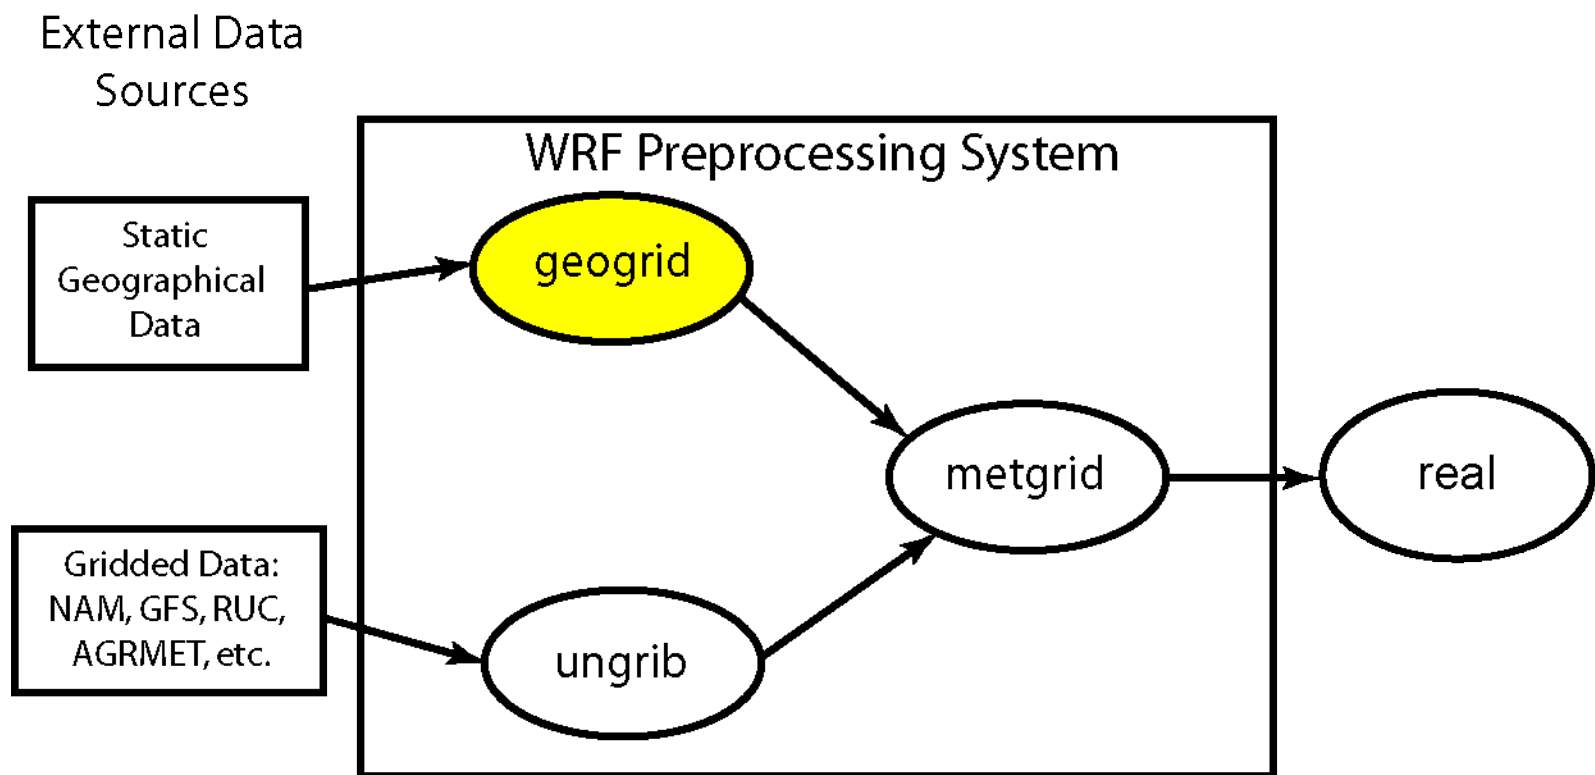 External Data
Sources
WRF Preprocessing System
Static
Geographical
Data
geogrid
metgrid
real
Gridded Data:
NAM, GFS, RUC,
AGRMET, etc.
ungrib